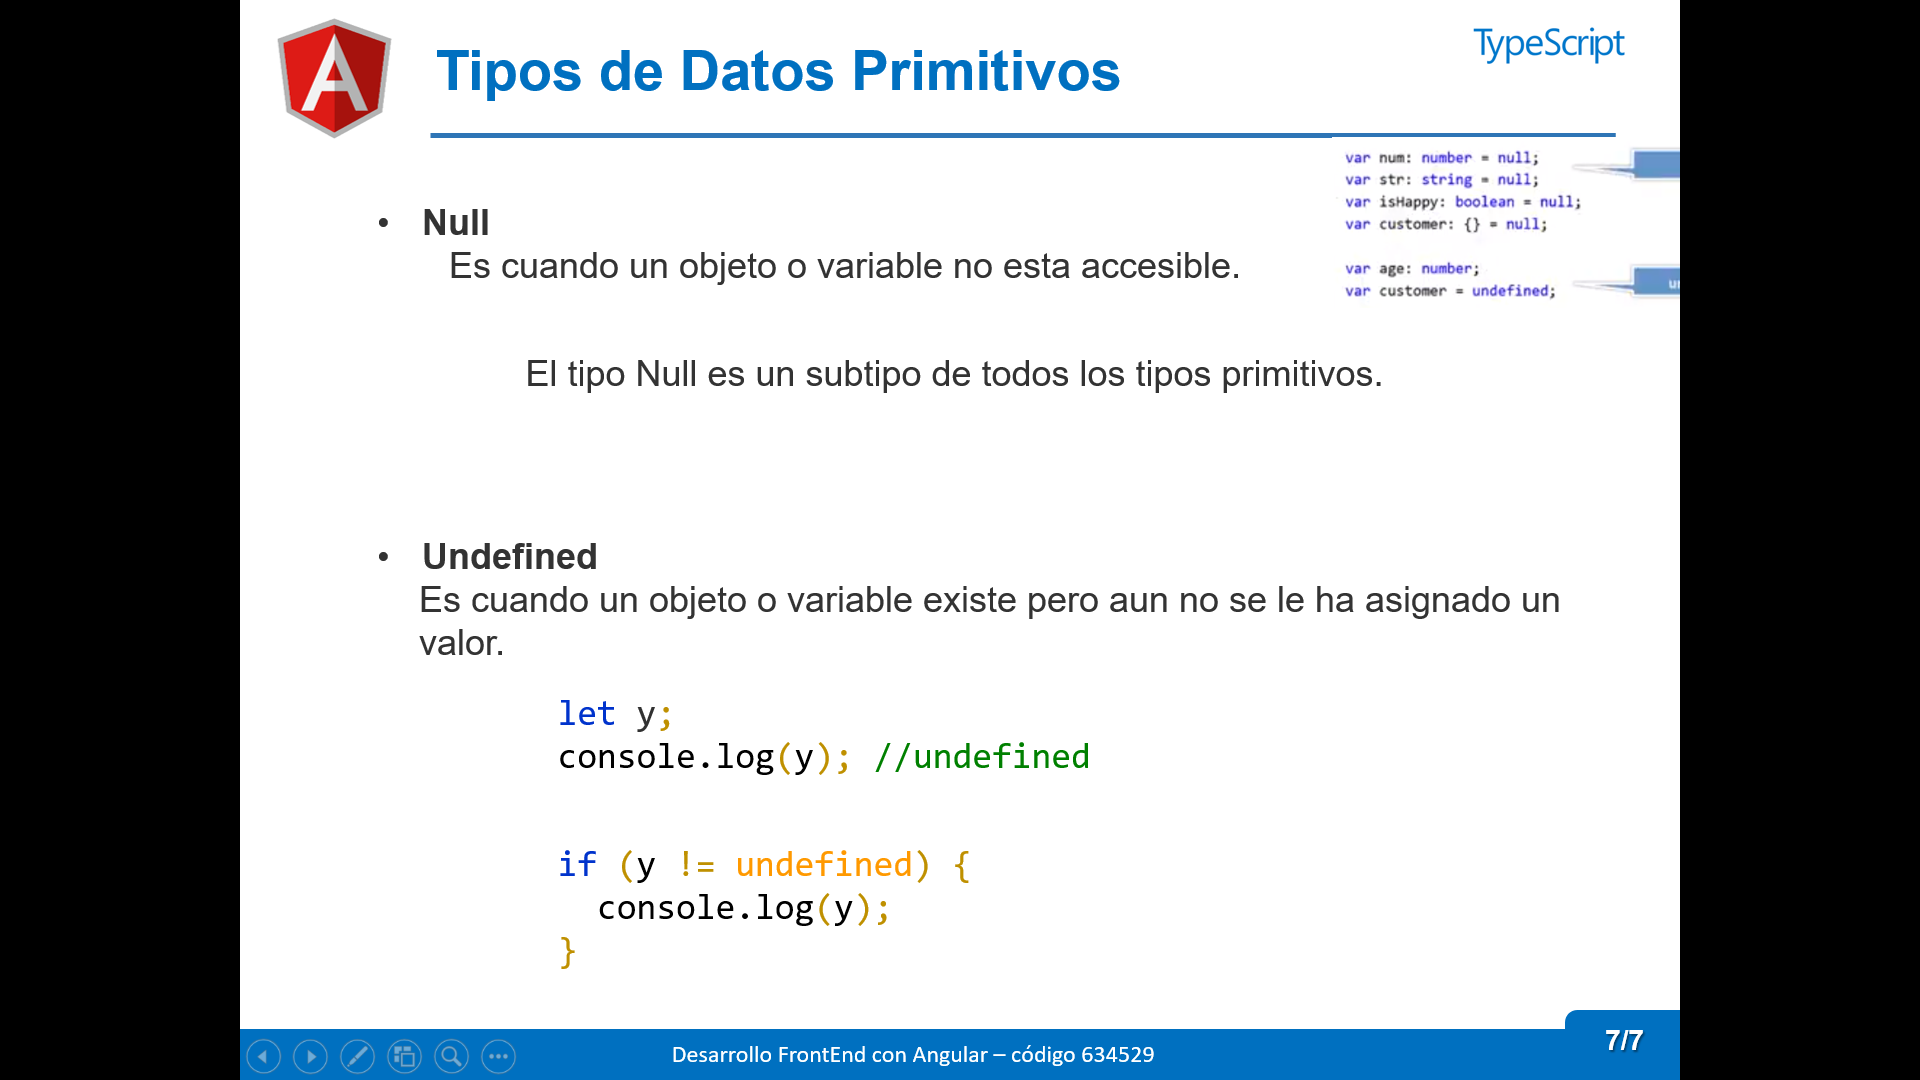 Tipos de Datos Primitivos
TypeScript
var num: number = null;
var str: string = null;
var isHappy: boolean = null;
var customer: {} = null;
var age: number;
var customer = undefined;
• Null
Es cuando un objeto o variable no esta accesible.
El tipo Null es un subtipo de todos los tipos primitivos.
• Undefined
Es cuando un objeto o variable existe pero aun no se le ha asignado un
valor.
let y;
console.log(y); //undefined
if (y != undefined) {
console.log(y);
}
Desarrollo FrontEnd con Angular – código 634529
7/7